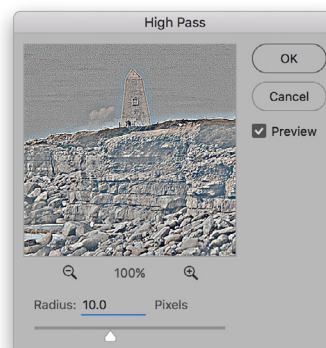 High Pass
OK
Cancel
Preview
100%
Radius: 10.0 Pixels